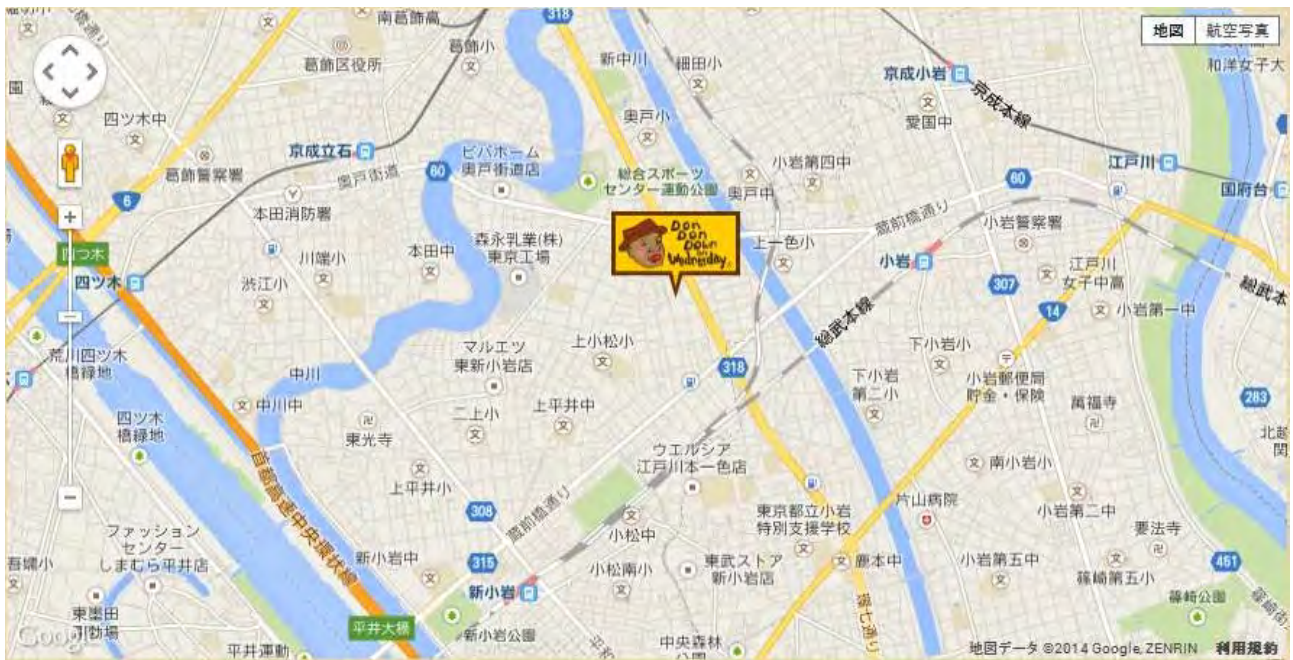 南葛飾高
318
地図
航空写真
葛飾小
葛飾区役所
新中川
細田小
京成小岩
和洋女子大
園
四ツ木中
奥戸小
愛国中
京成本線
葛飾警察署
京成立石
奥戸街道
60
ビバホーム
奥戸街道店
総合スポーツ
センター運動公園
小岩第四中
奥戸中
江戸川
60
国府台
6
本田消防署
蔵前橋通り
小岩警察署
四つ木
川端小
本田中
森永乳業(株)
東京工場
Don
Don
Down
on
Wednesday.
上一色小
小岩
江戸川
女子中高
四ツ木
渋江小
307
総武本
14
小岩第一中
総武本線
荒川四ツ木
橋緑地
マルエツ
東新小岩店
上小松小
318
下小岩小
小岩郵便局
貯金・保険
中川
下小岩
第二小
萬福寺
283
四ツ木
橋緑地
中川中
東光寺
二上小
上平井中
北越
関
首都高速中央環状線
上平井小
ウエルシア
江戸川本一色店
南小岩小
308
蔵前橋通り
片山病院
小岩第二中
ファッション
センター
しまむら平井店
新小岩中
小松中
東京都立小岩
特別支援学校
要法寺
吾嬬小
315
新小岩
小松南小
東武ストア
新小岩店
鹿本中
小岩第五中
篠崎第五小
451
東墨田
平井大橋
新小岩公園
環七通り
篠崎公園
篠崎街
Google
平井運動
平和
中央森林
公園
地図データ ©2014 Google, ZENRIN
利用規約